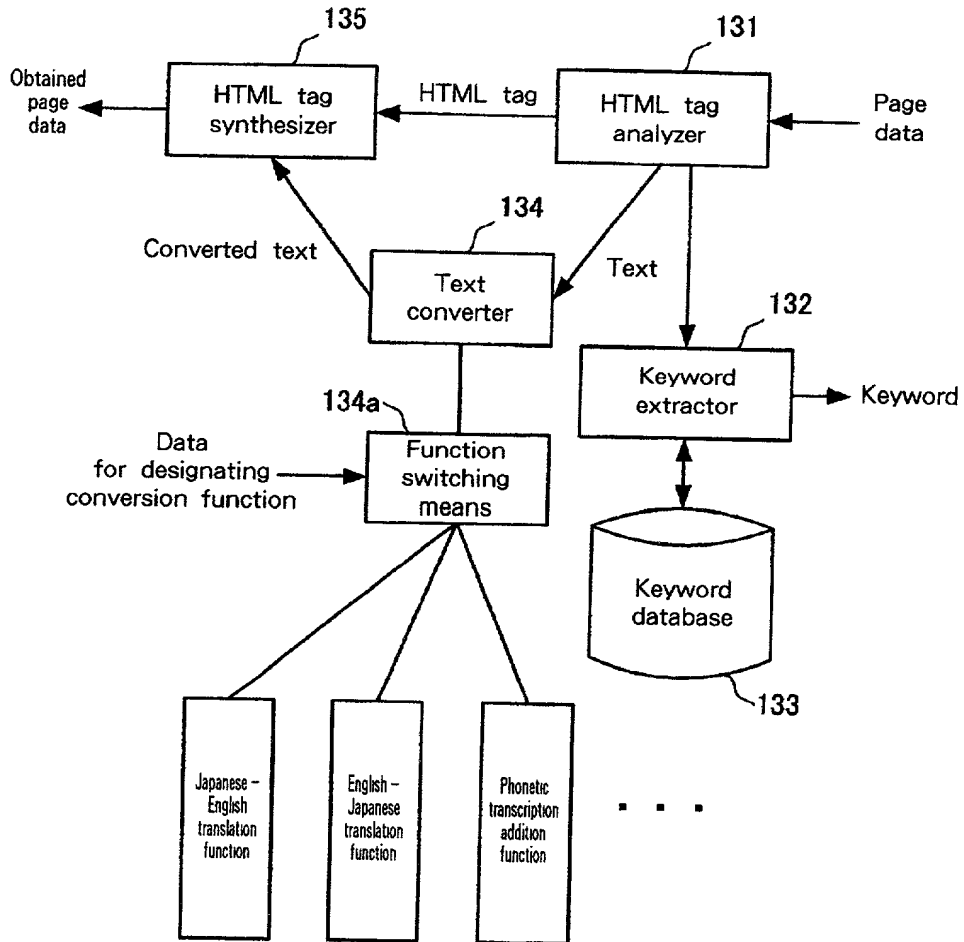 135
131
Obtained
page
data
HTML tag
synthesizer
HTML tag
HTML tag
analyzer
Page
data
134
Converted text
Text
Text
converter
132
Keyword
extractor
Keyword
134a
Data
for designating
conversion function
Function
switching
means
Keyword
database
133
Japanese –
English
translation
function
English –
Japanese
translation
function
Phonetic
transcription
addition
function
. . .